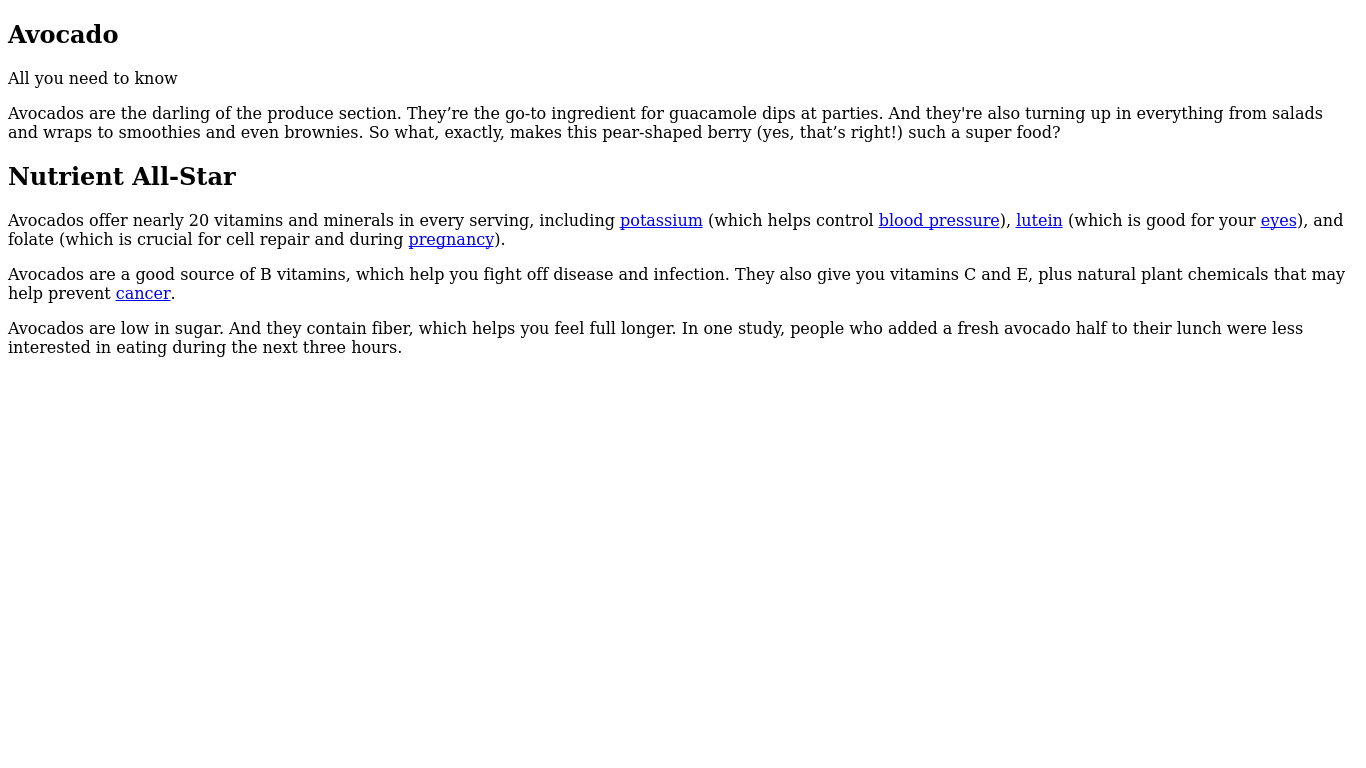 Avocado
All you need to know
Avocados are the darling of the produce section. They’re the go-to ingredient for guacamole dips at parties. And they're also turning up in everything from salads
and wraps to smoothies and even brownies. So what, exactly, makes this pear-shaped berry (yes, that’s right!) such a super food?
Nutrient All-Star
Avocados offer nearly 20 vitamins and minerals in every serving, including potassium (which helps control blood pressure), lutein (which is good for your eyes), and
folate (which is crucial for cell repair and during pregnancy).
Avocados are a good source of B vitamins, which help you fight off disease and infection. They also give you vitamins C and E, plus natural plant chemicals that may
help prevent cancer.
Avocados are low in sugar. And they contain fiber, which helps you feel full longer. In one study, people who added a fresh avocado half to their lunch were less
interested in eating during the next three hours.